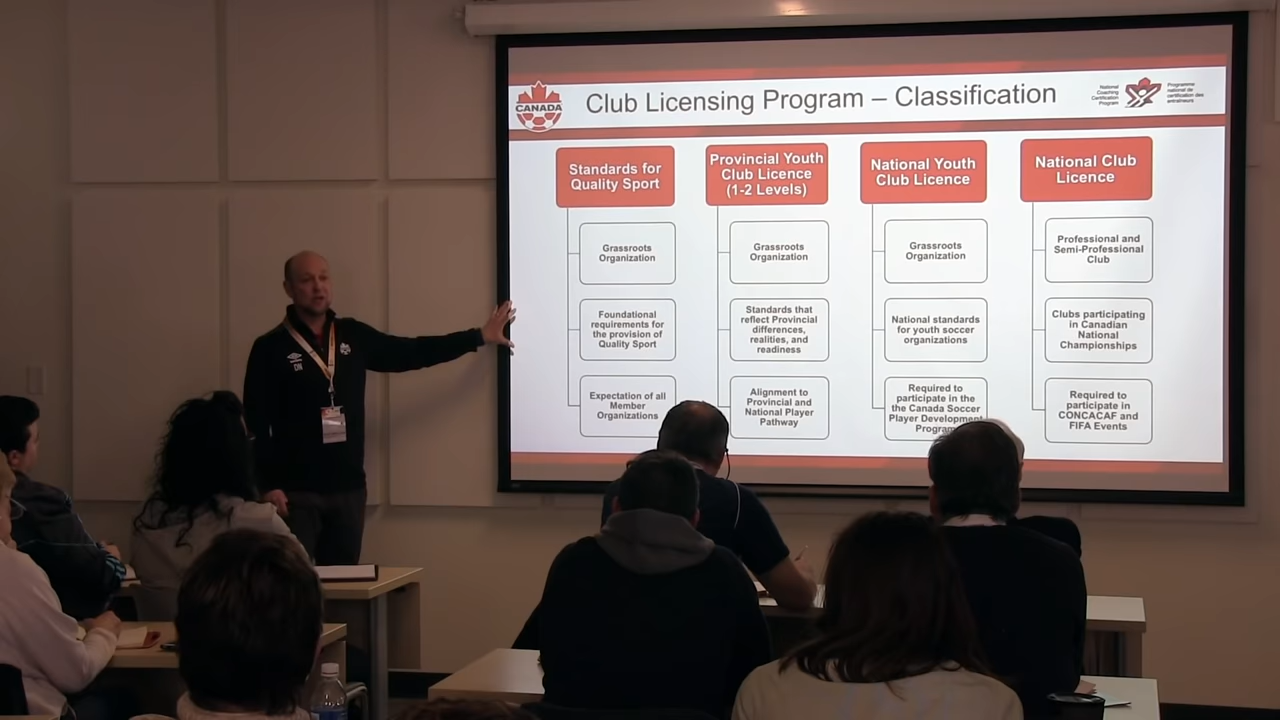 CANADA
Club Licensing Program – Classification
National
Coaching
Certification
Program
Programme
national de
certification des
entraîneurs
Standards for
Quality Sport
Grassroots
Organization
Foundational
requirements for
the provision of
Quality Sport
Expectation of all
Member
Organizations
Provincial Youth
Club Licence
(1-2 Levels)
Grassroots
Organization
Standards that
reflect Provincial
differences,
realities, and
readiness
Alignment to
Provincial and
National Player
Pathway
National Youth
Club Licence
Grassroots
Organization
National standards
for youth soccer
organizations
Required to
participate in the
the Canada Soccer
Player Development
Program
National Club
Licence
Professional and
Semi-Professional
Club
Clubs participating
in Canadian
National
Championships
Required to
participate in
CONCACAF and
FIFA Events
DN